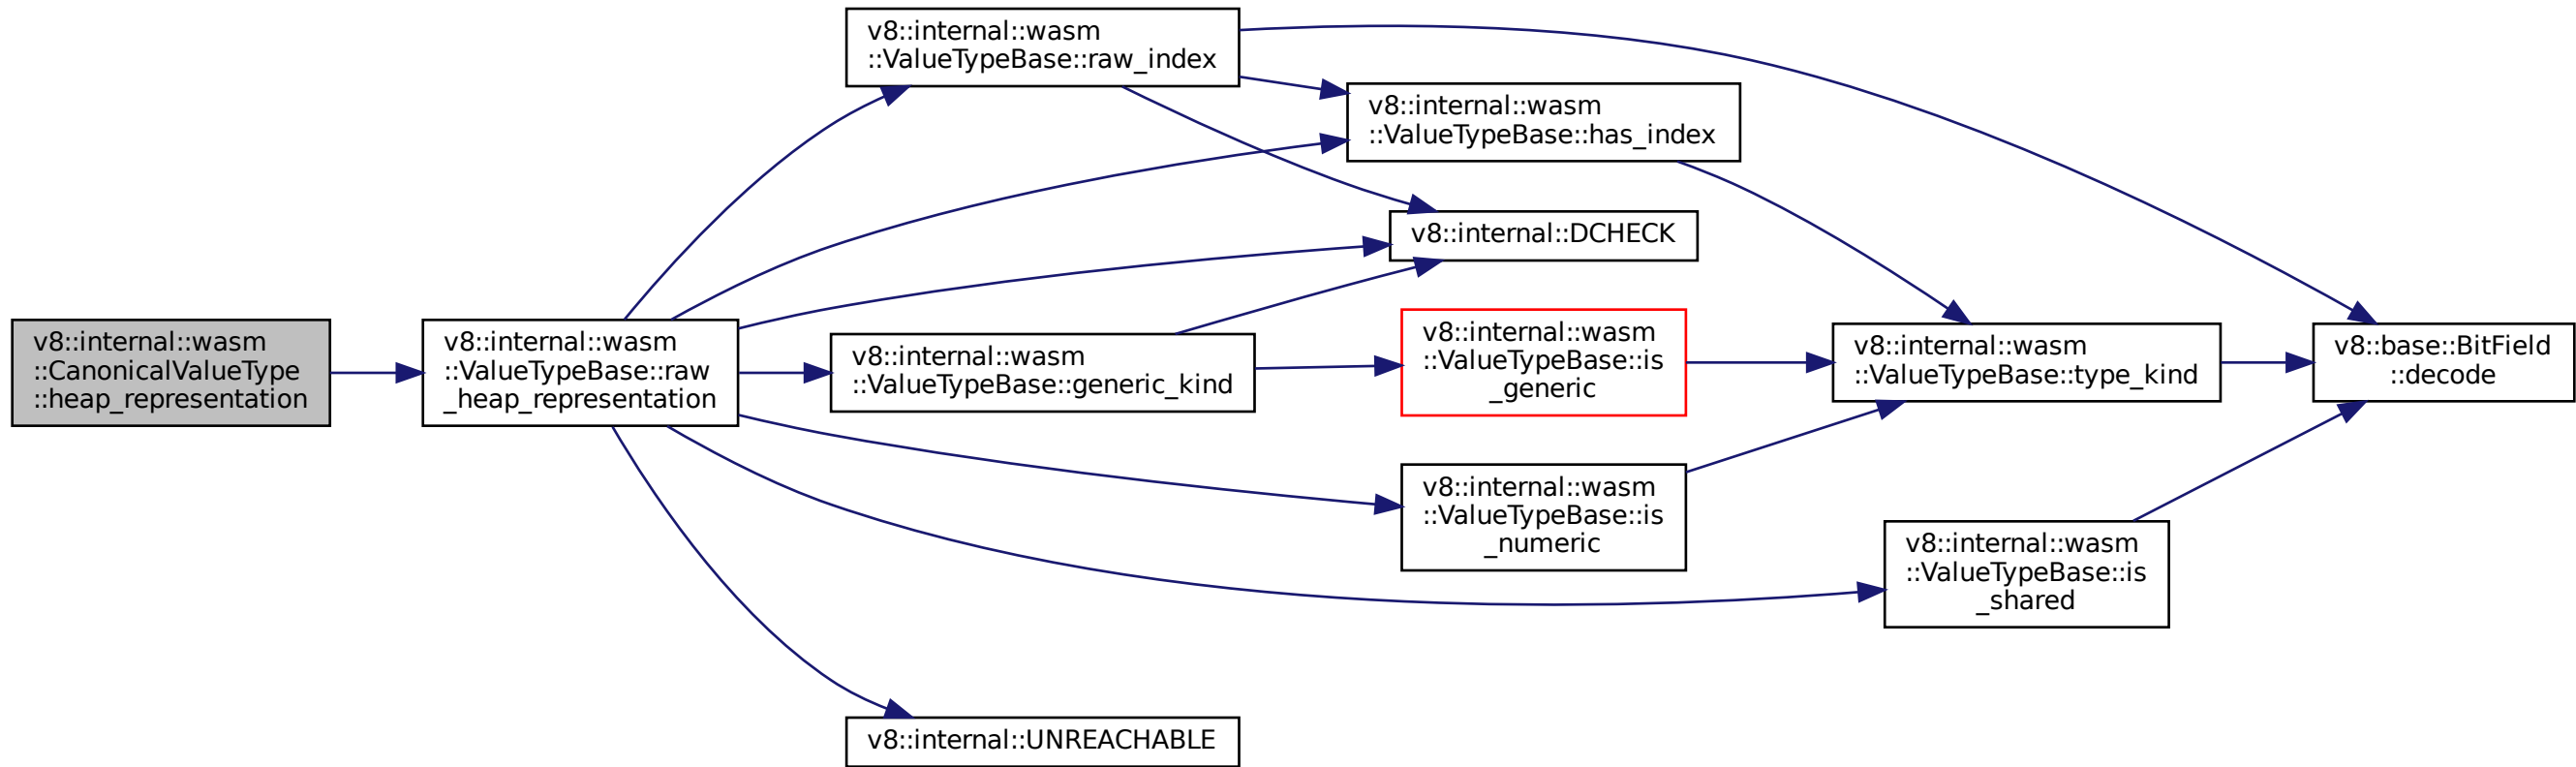 v8::internal::wasm
::CanonicalValueType
::heap_representation
v8::internal::wasm
::ValueTypeBase::raw
_heap_representation
v8::internal::wasm
::ValueTypeBase::raw_index
v8::internal::wasm
::ValueTypeBase::has_index
v8::internal::DCHECK
v8::internal::wasm
::ValueTypeBase::generic_kind
v8::internal::wasm
::ValueTypeBase::is
_generic
v8::internal::wasm
::ValueTypeBase::type_kind
v8::base::BitField
::decode
v8::internal::wasm
::ValueTypeBase::is
_numeric
v8::internal::wasm
::ValueTypeBase::is
_shared
v8::internal::UNREACHABLE